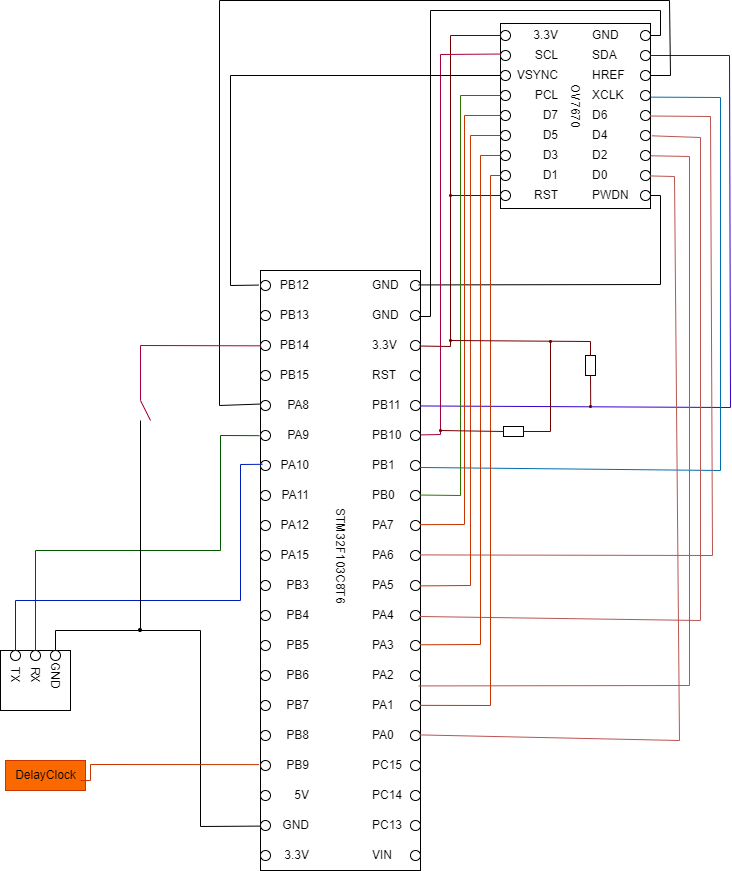 3.3V GND
SCL SDA
VSYNC HREF
PCL XCLK
D7 D6
D5 D4
D3 D2
D1 D0
RST PWDN
OV7670
PB12 GND
PB13 GND
PB14 3.3V
PB15 RST
PA8 PB11
PA9 PB10
PA10 PB1
PA11 PB0
PA12 PA7
PA15 PA6
PB3 PA5
PB4 PA4
PB5 PA3
PB6 PA2
PB7 PA1
PB8 PA0
PB9 PC15
5V PC14
GND PC13
3.3V VIN
STM32F103C8T6
TX
RX
GND
DelayClock